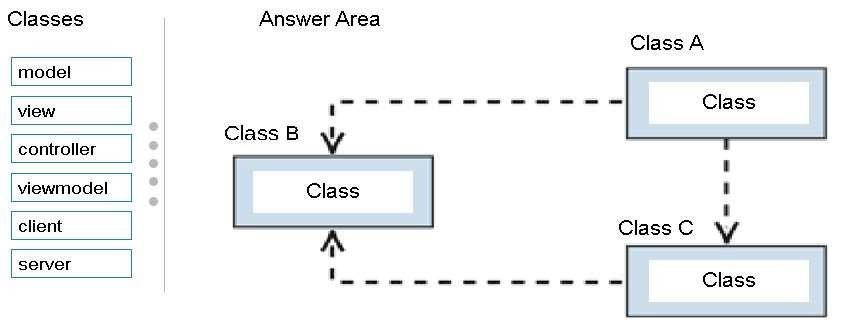 Classes
model
view
controller
viewmodel
client
server
Answer Area
Class A
Class
Class B
Class
Class C
Class